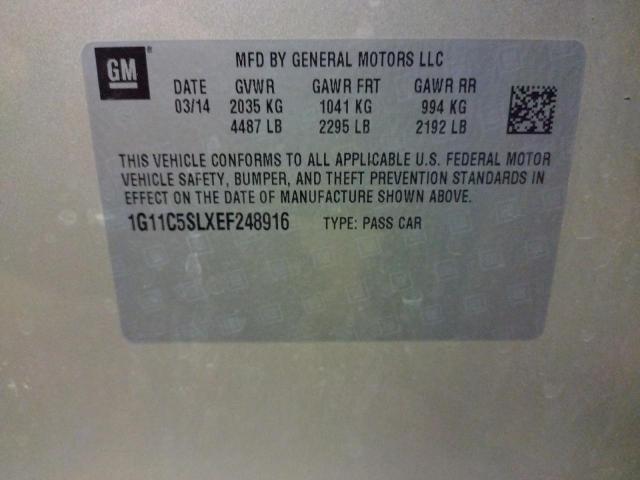 GM ®
MFD BY GENERAL MOTORS LLC
DATE GVWR GAWR FRT GAWR RR
03/14 2035 KG 1041 KG 994 KG
4487 LB 2295 LB 2192 LB
THIS VEHICLE CONFORMS TO ALL APPLICABLE U.S. FEDERAL MOTOR
VEHICLE SAFETY, BUMPER, AND THEFT PREVENTION STANDARDS IN
EFFECT ON THE DATE OF MANUFACTURE SHOWN ABOVE.
1G11C5SLXEF248916 TYPE: PASS CAR